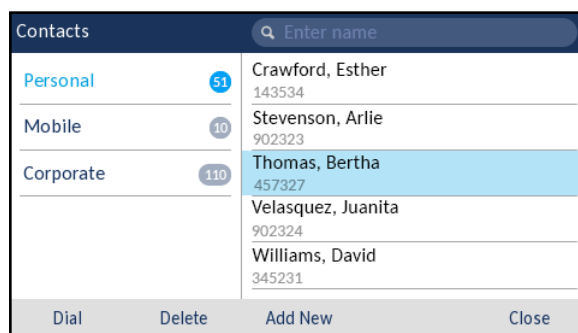 Contacts
Enter name
Personal 51
Mobile 10
Corporate 110
Crawford, Esther
143534
Stevenson, Arlie
902323
Thomas, Bertha
457327
Velasquez, Juanita
902324
Williams, David
345231
Dial Delete Add New Close